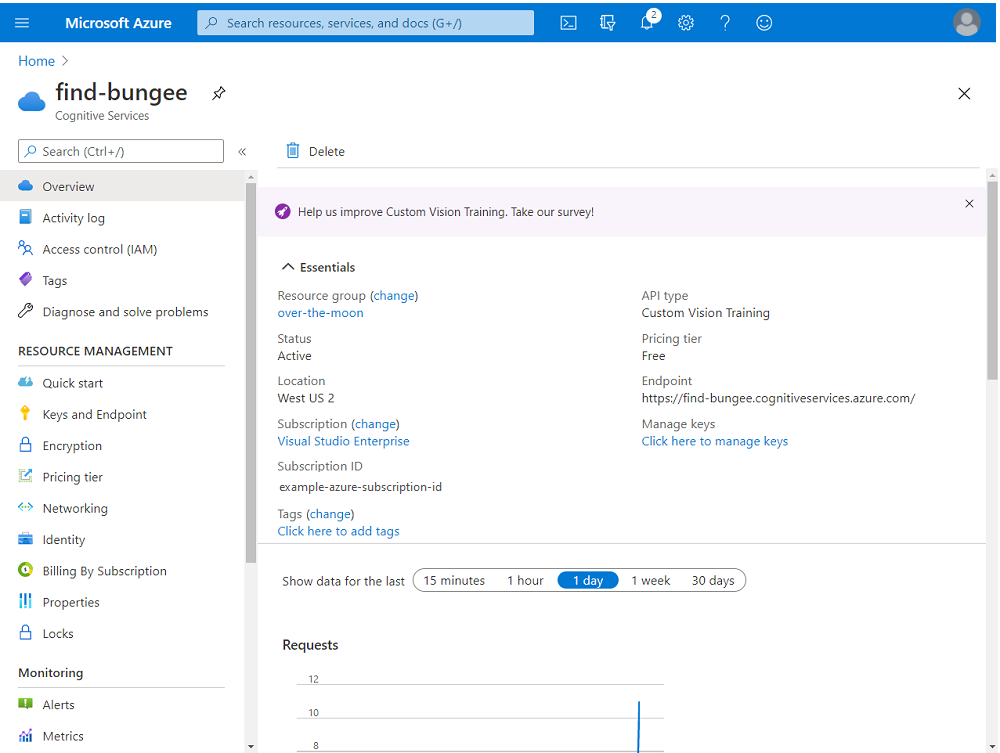 Microsoft Azure
Search resources, services, and docs (G+/)
2
Home >
find-bungee
Cognitive Services
Search (Ctrl+/)
«
Delete
Overview
Activity log
Access control (IAM)
Tags
Diagnose and solve problems
RESOURCE MANAGEMENT
Quick start
Keys and Endpoint
Encryption
Pricing tier
Networking
Identity
Billing By Subscription
Properties
Locks
Monitoring
Alerts
Metrics
Help us improve Custom Vision Training. Take our survey!
Essentials
Resource group (change)
over-the-moon
Status
Active
Location
West US 2
Subscription (change)
Visual Studio Enterprise
Subscription ID
example-azure-subscription-id
Tags (change)
Click here to add tags
API type
Custom Vision Training
Pricing tier
Free
Endpoint
https://find-bungee.cognitiveservices.azure.com/
Manage keys
Click here to manage keys
Show data for the last 15 minutes 1 hour 1 day 1 week 30 days
Requests
12
10
8